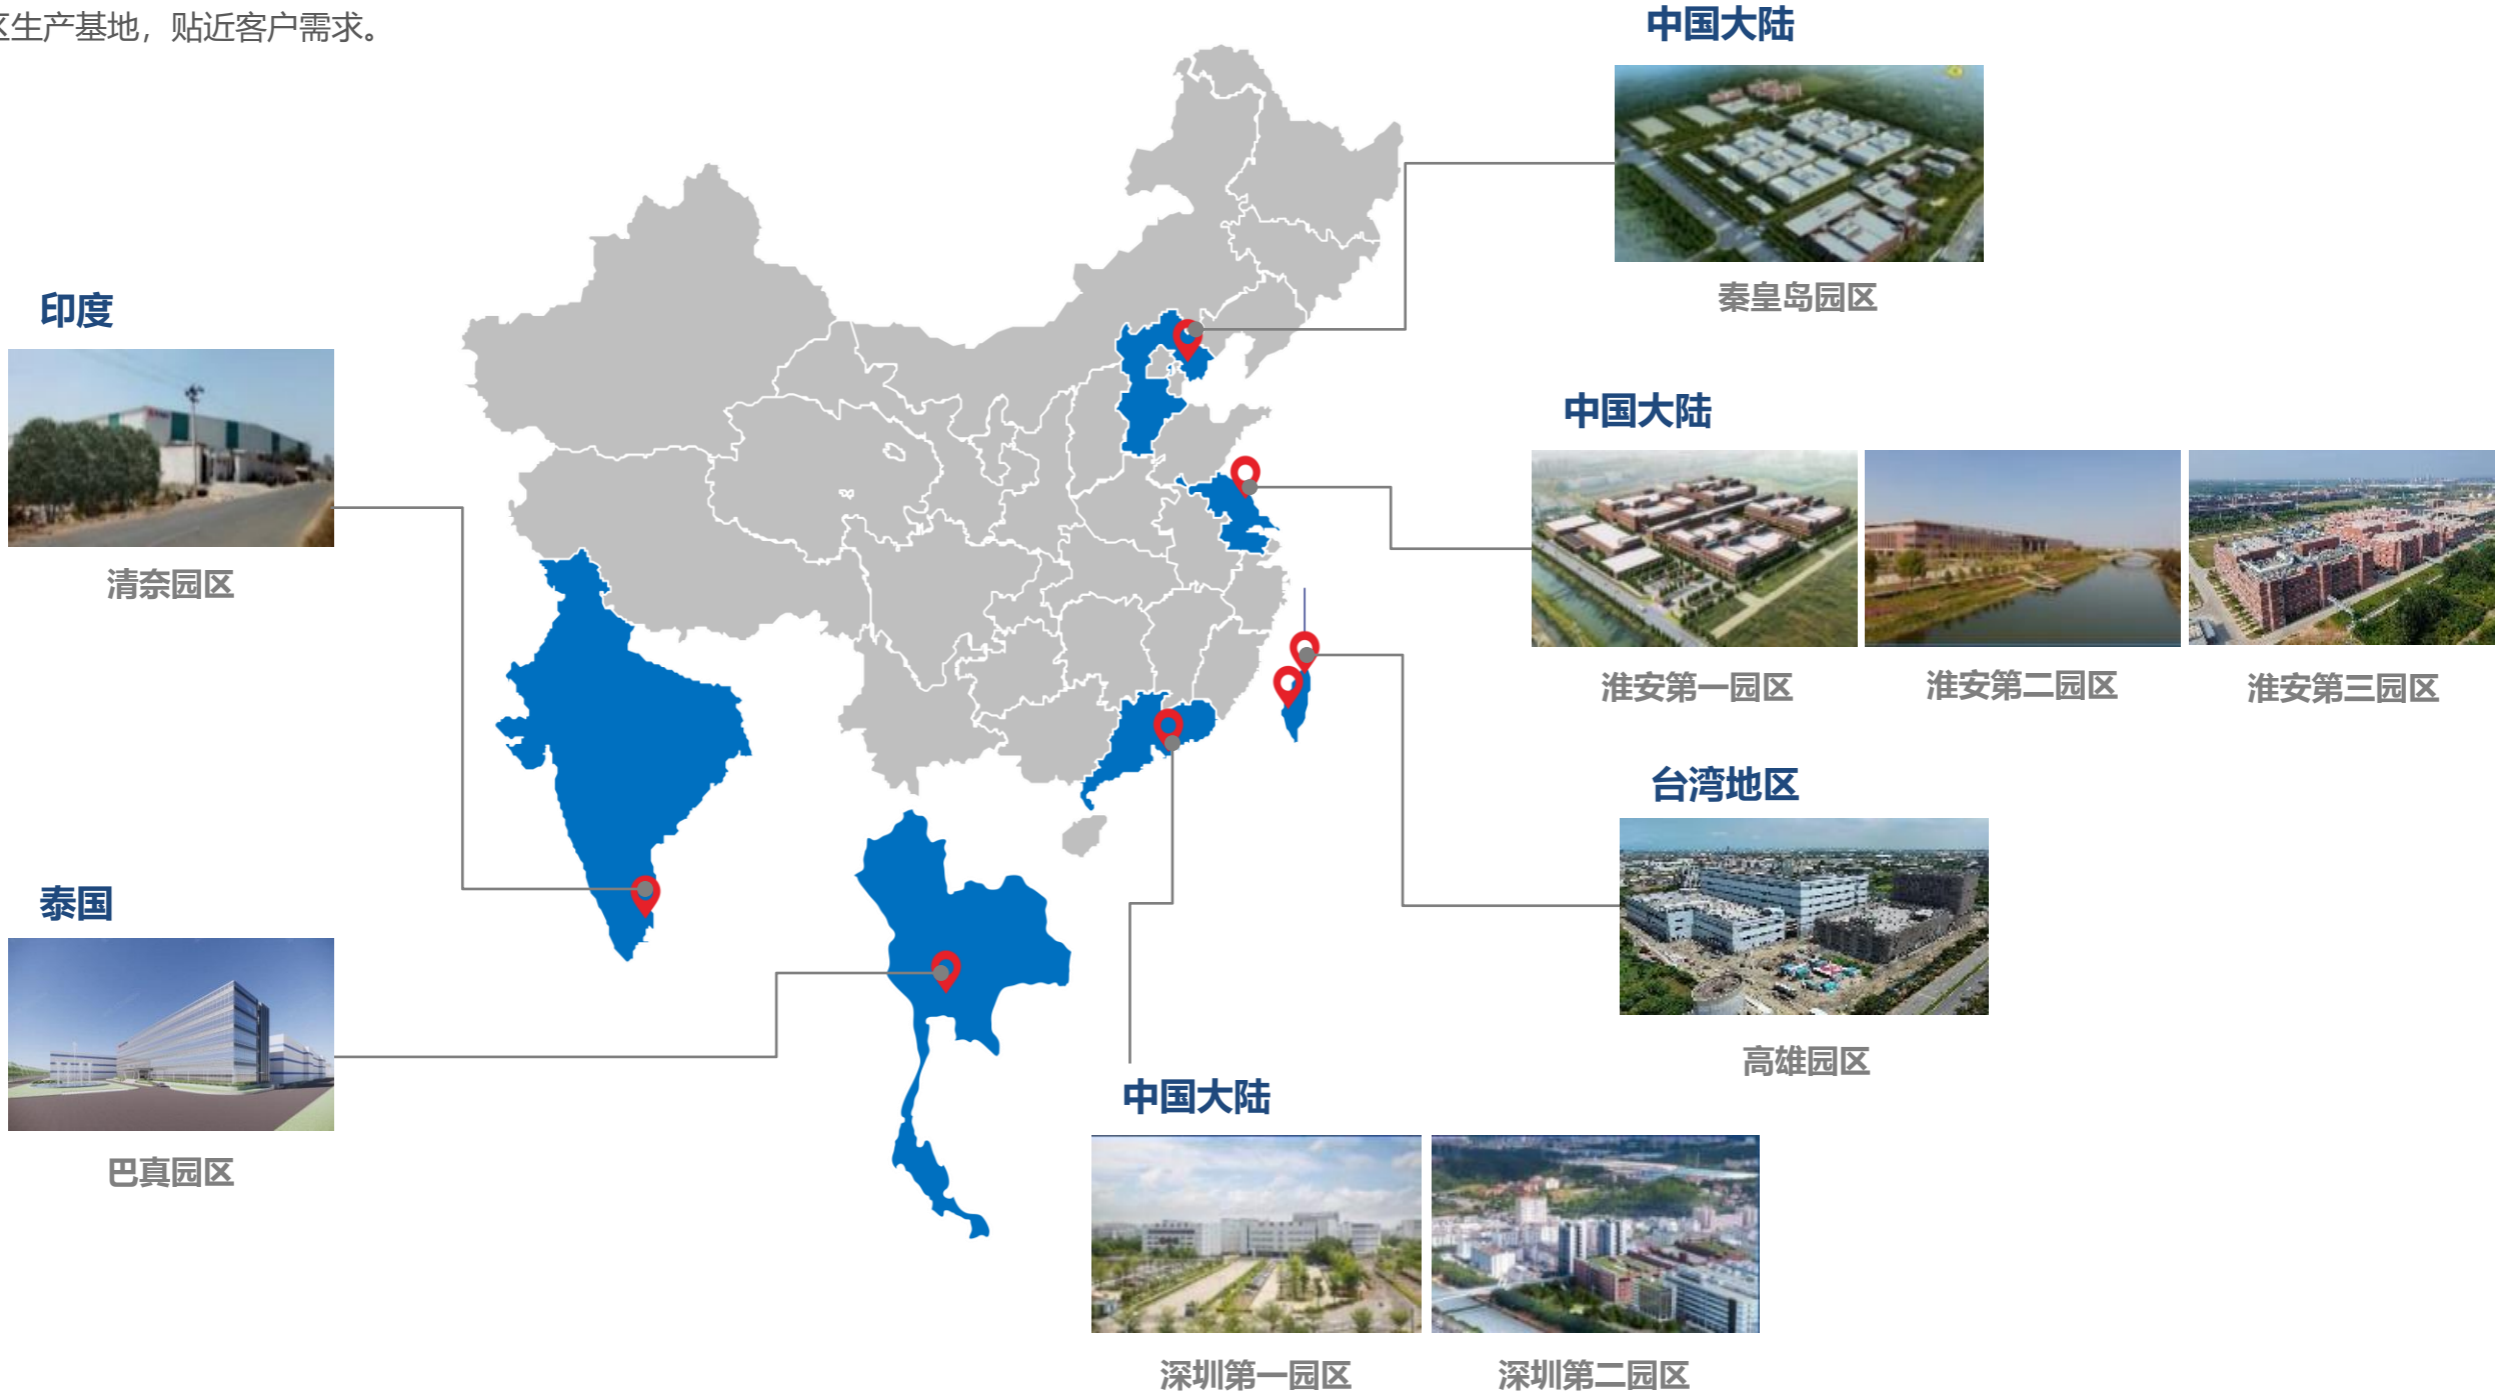 区生产基地，贴近客户需求。
中国大陆
秦皇岛园区
印度
清奈园区
中国大陆
淮安第一园区
淮安第二园区
淮安第三园区
台湾地区
高雄园区
泰国
巴真园区
中国大陆
深圳第一园区
深圳第二园区